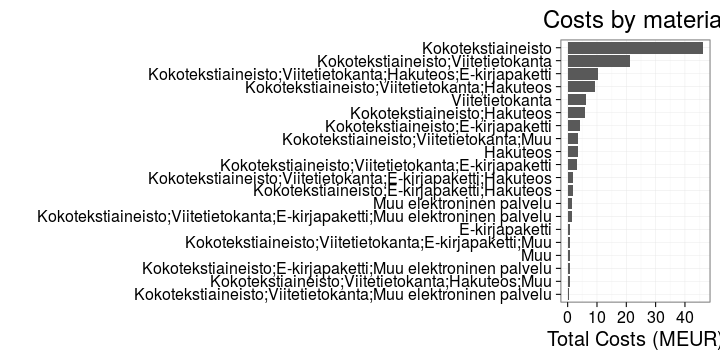 Costs by materia
Kokotekstiaineisto
Kokotekstiaineisto;Viitetietokanta
Kokotekstiaineisto;Viitetietokanta;Hakuteos;E-kirjapaketti
Kokotekstiaineisto;Viitetietokanta;Hakuteos
Viitetietokanta
Kokotekstiaineisto;Hakuteos
Kokotekstiaineisto;E-kirjapaketti
Kokotekstiaineisto;Viitetietokanta;Muu
Hakuteos
Kokotekstiaineisto;Viitetietokanta;E-kirjapaketti
Kokotekstiaineisto;Viitetietokanta;E-kirjapaketti;Hakuteos
Kokotekstiaineisto;E-kirjapaketti;Hakuteos
Muu elektroninen palvelu
Kokotekstiaineisto;Viitetietokanta;E-kirjapaketti;Muu elektroninen palvelu
E-kirjapaketti
Kokotekstiaineisto;Viitetietokanta;E-kirjapaketti;Muu
Muu
Kokotekstiaineisto;E-kirjapaketti;Muu elektroninen palvelu
Kokotekstiaineisto;Viitetietokanta;Hakuteos;Muu
Kokotekstiaineisto;Viitetietokanta;Muu elektroninen palvelu
0 10 20 30 40
Total Costs (MEUR)